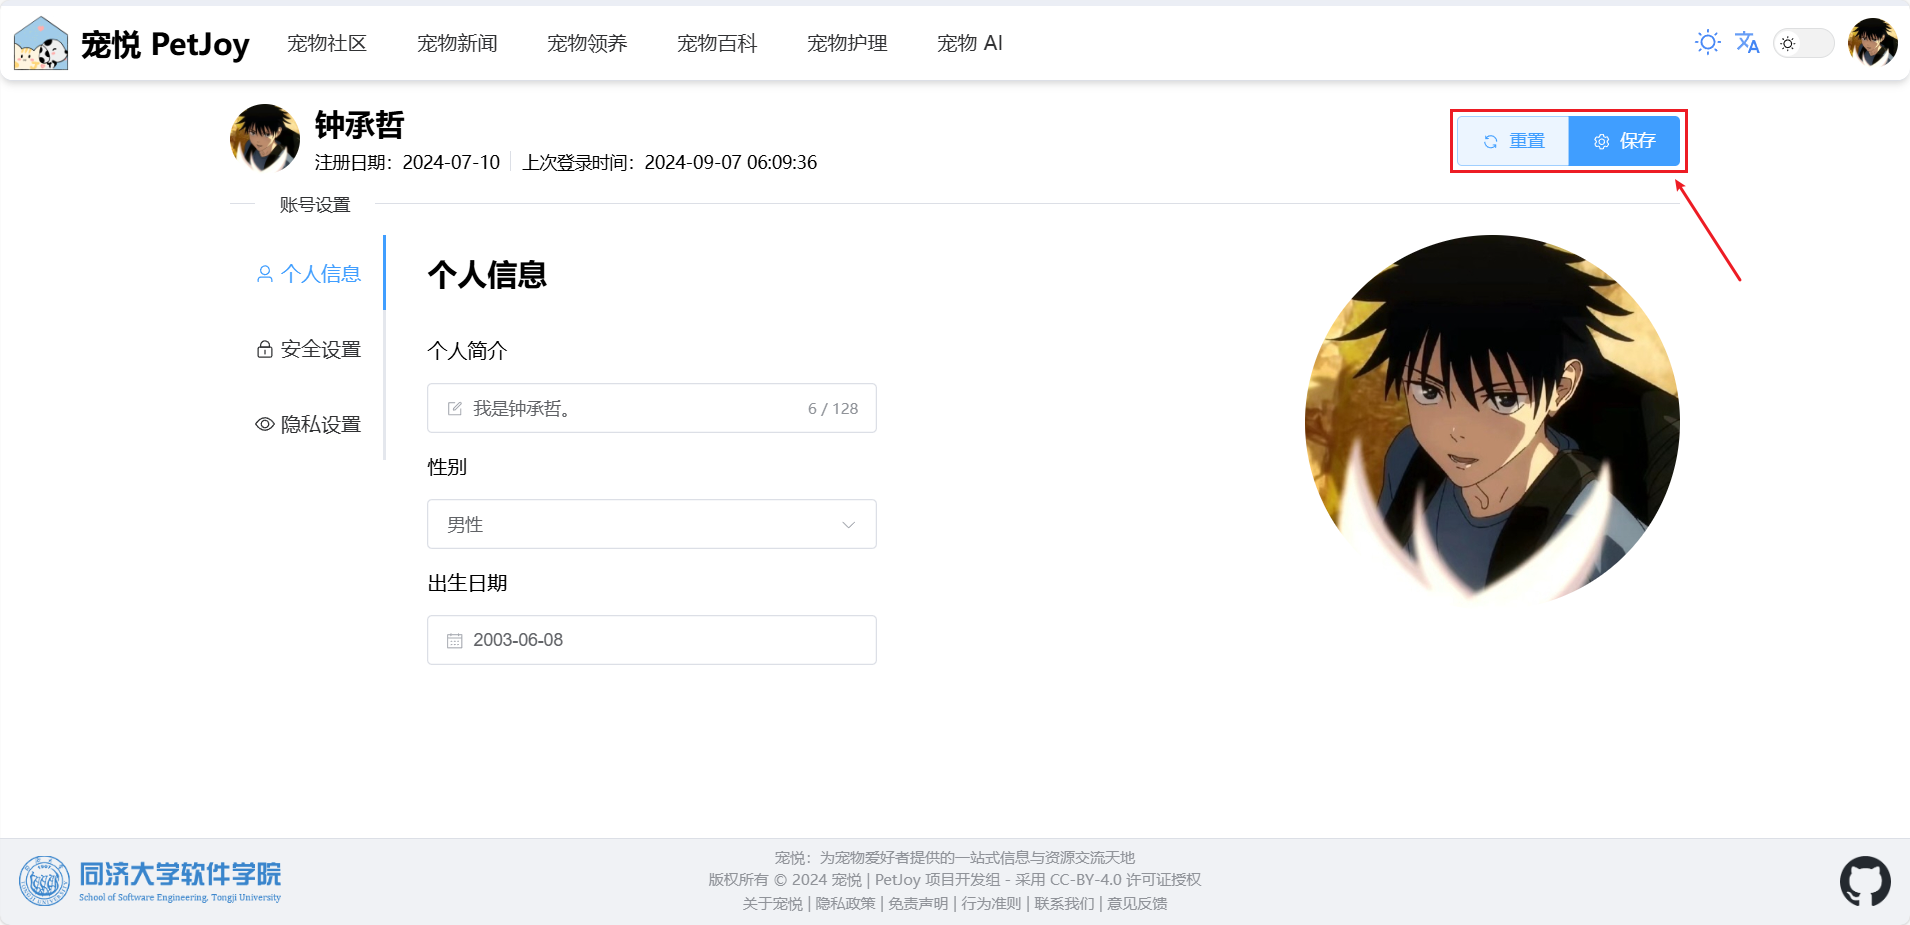 宠悦 PetJoy 宠物社区 宠物新闻 宠物领养 宠物百科 宠物护理 宠物 AI
钟承哲
注册日期：2024-07-10 上次登录时间：2024-09-07 06:09:36
重置 保存
账号设置
个人信息
安全设置
隐私设置
个人信息
个人简介
我是钟承哲。 6 / 128
性别
男性
出生日期
2003-06-08
同济大学软件学院
School of Software Engineering, Tongji University
宠悦：为宠物爱好者提供的一站式信息与资源交流天地
版权所有 © 2024 宠悦 | PetJoy 项目开发组 - 采用 CC-BY-4.0 许可证授权
关于宠悦 | 隐私政策 | 免责声明 | 行为准则 | 联系我们 | 意见反馈